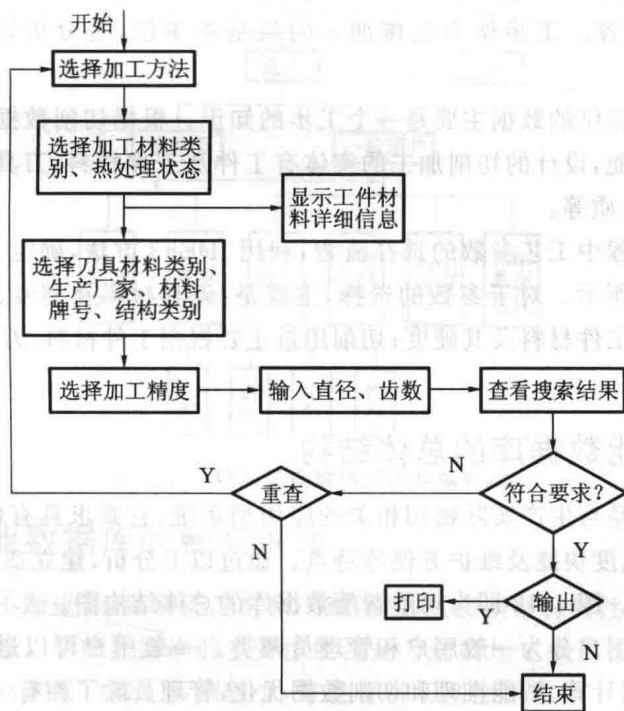 开始
选择加工方法
选择加工材料类
别、热处理状态
显示工件材
料详细信息
选择刀具材料类别、
生产厂家、材料
牌号、结构类别
选择加工精度
输入直径、齿数
查看搜索结果
Y
重查
N
符合要求?
N
Y
打印
Y
输出
N
结束